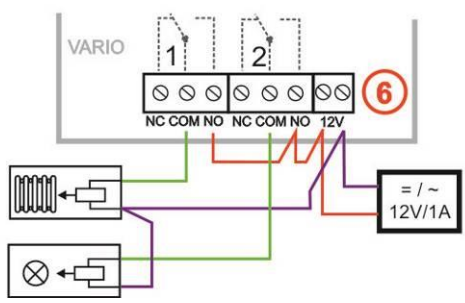 VARIO
1 2
NC COM NO NC COM NO 12V
6
= / ~
12V/1A